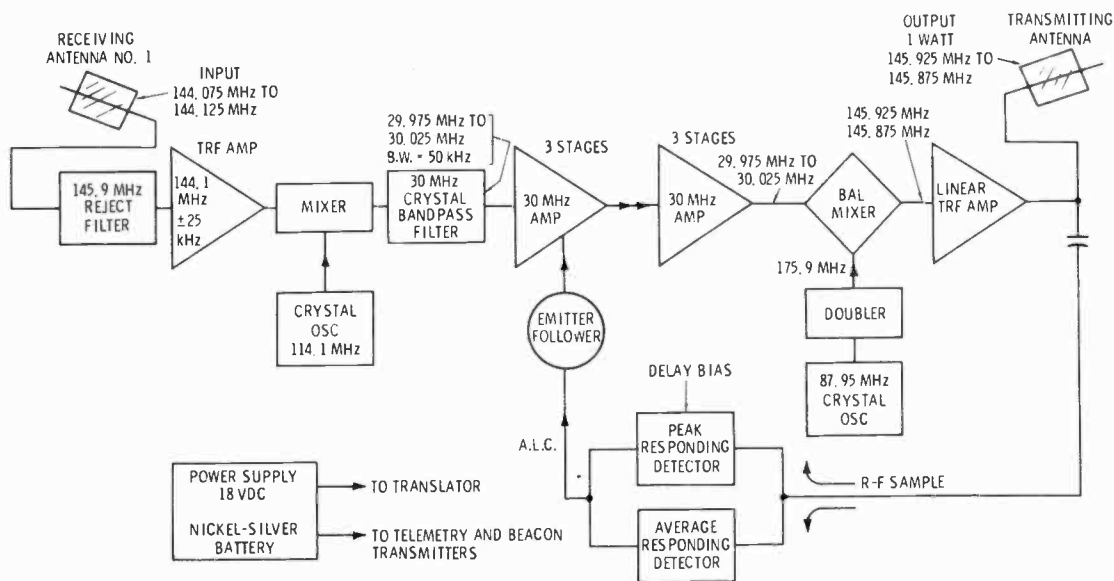 RECEIVING
ANTENNA NO. 1
INPUT
144.075 MHz TO
144.125 MHz
145.9 MHz
REJECT
FILTER
TRF AMP
144.1
MHz
±25
kHz
MIXER
CRYSTAL
OSC
114.1 MHz
29.975 MHz TO
30.025 MHz
B.W. = 50 kHz
30 MHz
CRYSTAL
BANDPASS
FILTER
3 STAGES
30 MHz
AMP
3 STAGES
30 MHz
AMP
29.975 MHz TO
30.025 MHz
BAL
MIXER
175.9 MHz
DOUBLER
87.95 MHz
CRYSTAL
OSC
145.925 MHz
145.875 MHz
LINEAR
TRF AMP
OUTPUT
1 WATT
145.925 MHz TO
145.875 MHz
TRANSMITTING
ANTENNA
EMITTER
FOLLOWER
A.L.C.
DELAY BIAS
PEAK
RESPONDING
DETECTOR
AVERAGE
RESPONDING
DETECTOR
R-F SAMPLE
POWER SUPPLY
18 VDC
NICKEL-SILVER
BATTERY
TO TRANSLATOR
TO TELEMETRY AND BEACON
TRANSMITTERS